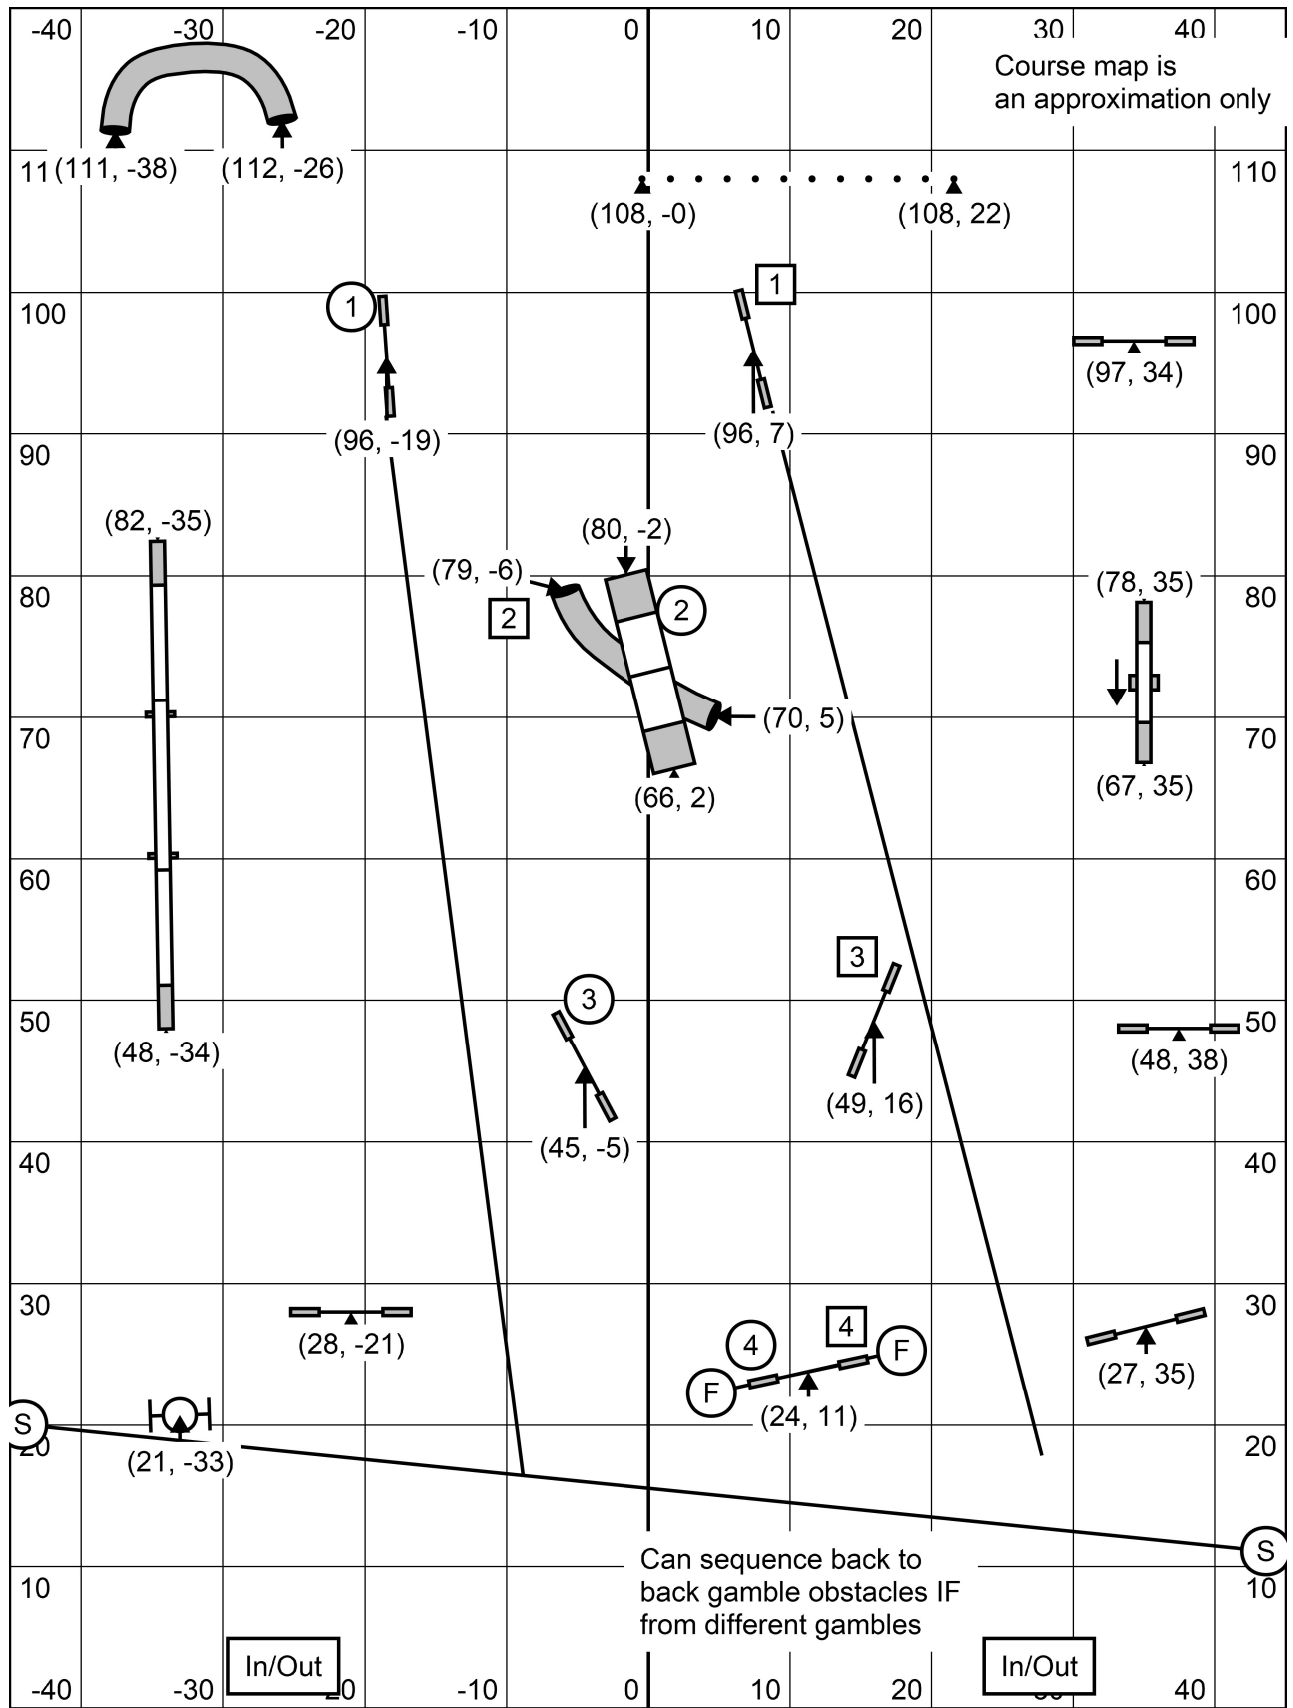 -40 -30 -20 -10 0 10 20 30 40
Course map is
an approximation only
11 (111, -38) (112, -26) 110
(108, -0) (108, 22)
1 1
100 100
(97, 34)
(96, -19) (96, 7)
90 90
(82, -35) (80, -2)
(79, -6) (78, 35)
80 2 2 80
70 (70, 5) 70
(66, 2) (67, 35)
60 60
3
3
50 50
(48, -34) (48, 38)
(49, 16)
(45, -5)
40 40
30 30
(28, -21) 4 4 F (27, 35)
F
(24, 11)
S
20 20
(21, -33)
S
Can sequence back to
back gamble obstacles IF
from different gambles
10 10
In/Out In/Out
-40 -30 -20 -10 0 10 20 30 40